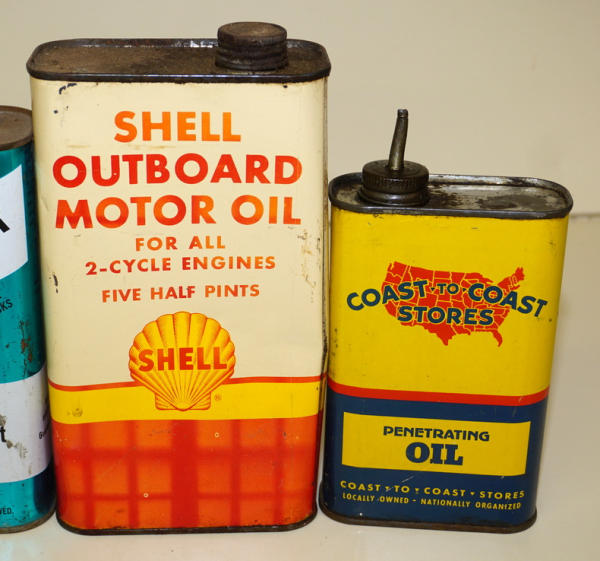 SHELL
OUTBOARD
MOTOR OIL
FOR ALL
2-CYCLE ENGINES
FIVE HALF PINTS
SHELL
®
COAST-TO-COAST
STORES
PENETRATING
OIL
COAST • TO • COAST • STORES
LOCALLY-OWNED - NATIONALLY ORGANIZED